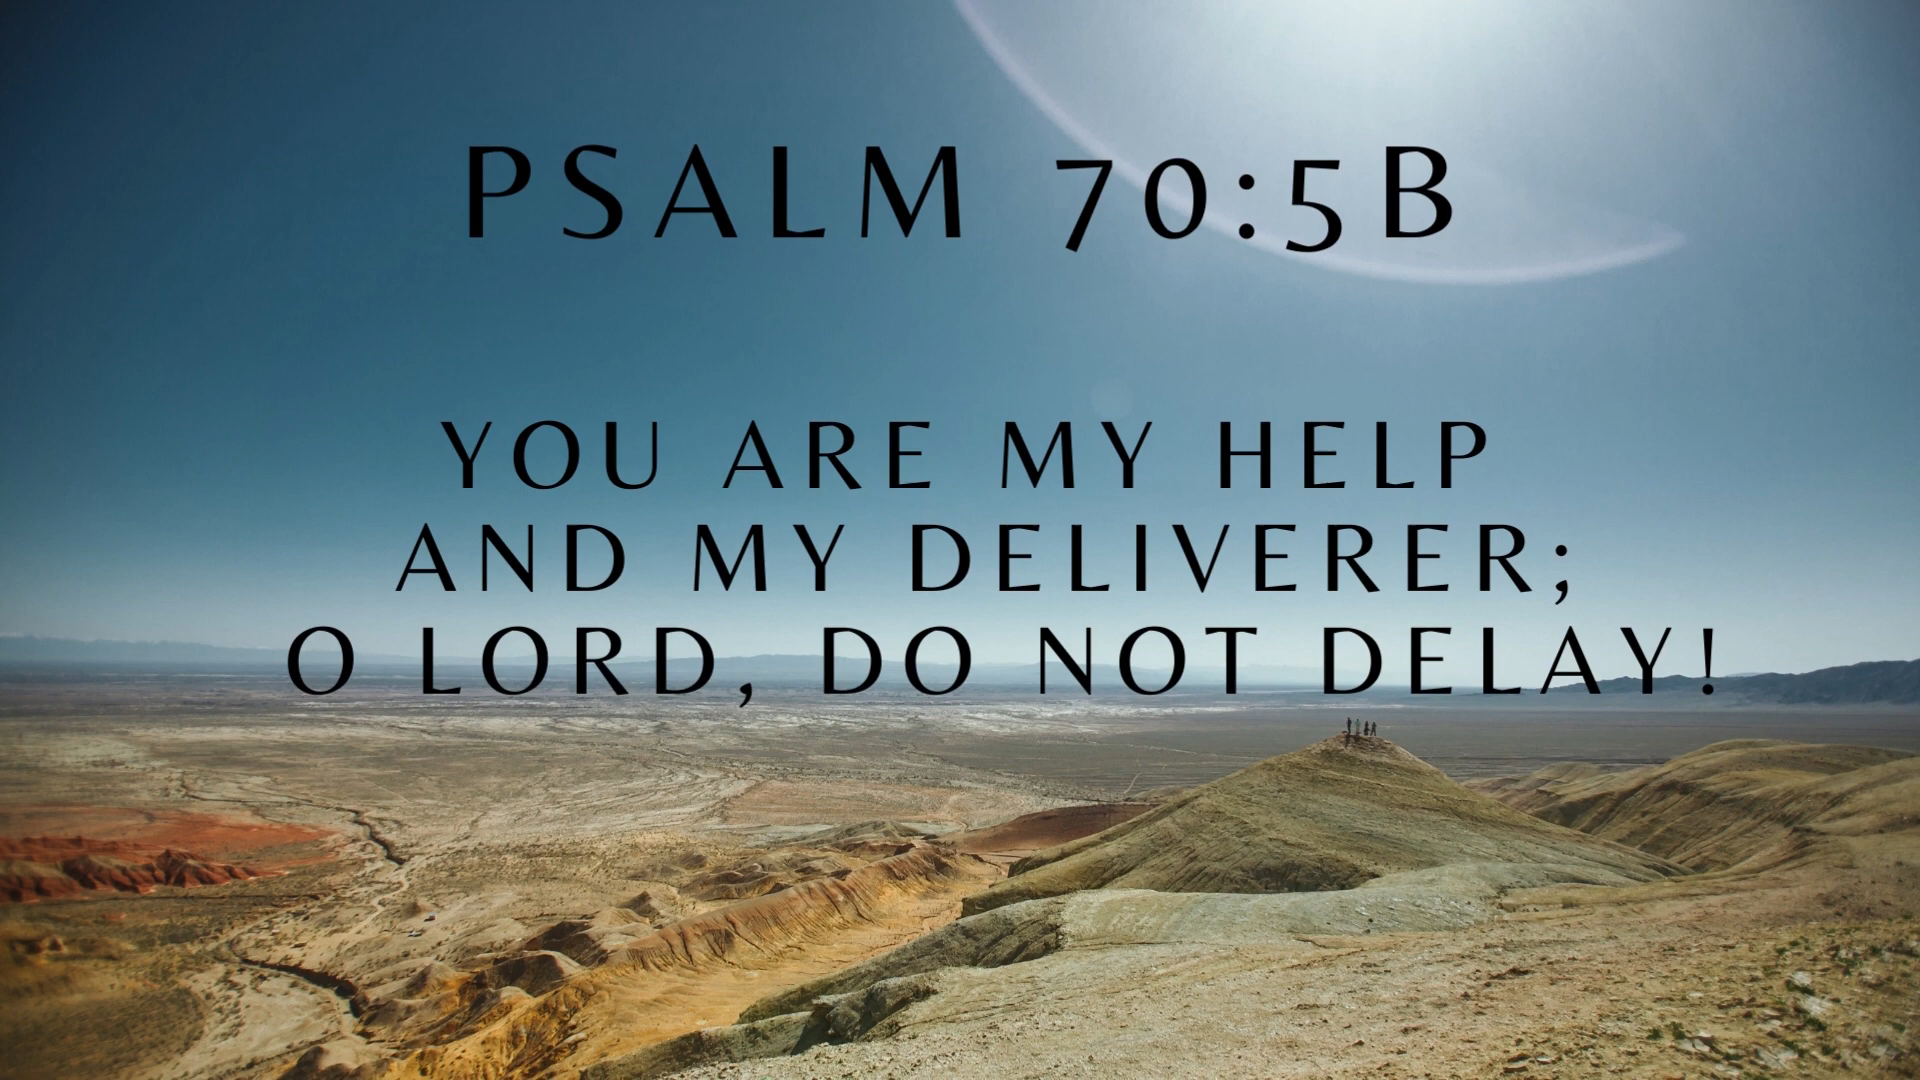 PSALM 70:5B
YOU ARE MY HELP
AND MY DELIVERER;
O LORD, DO NOT DELAY!